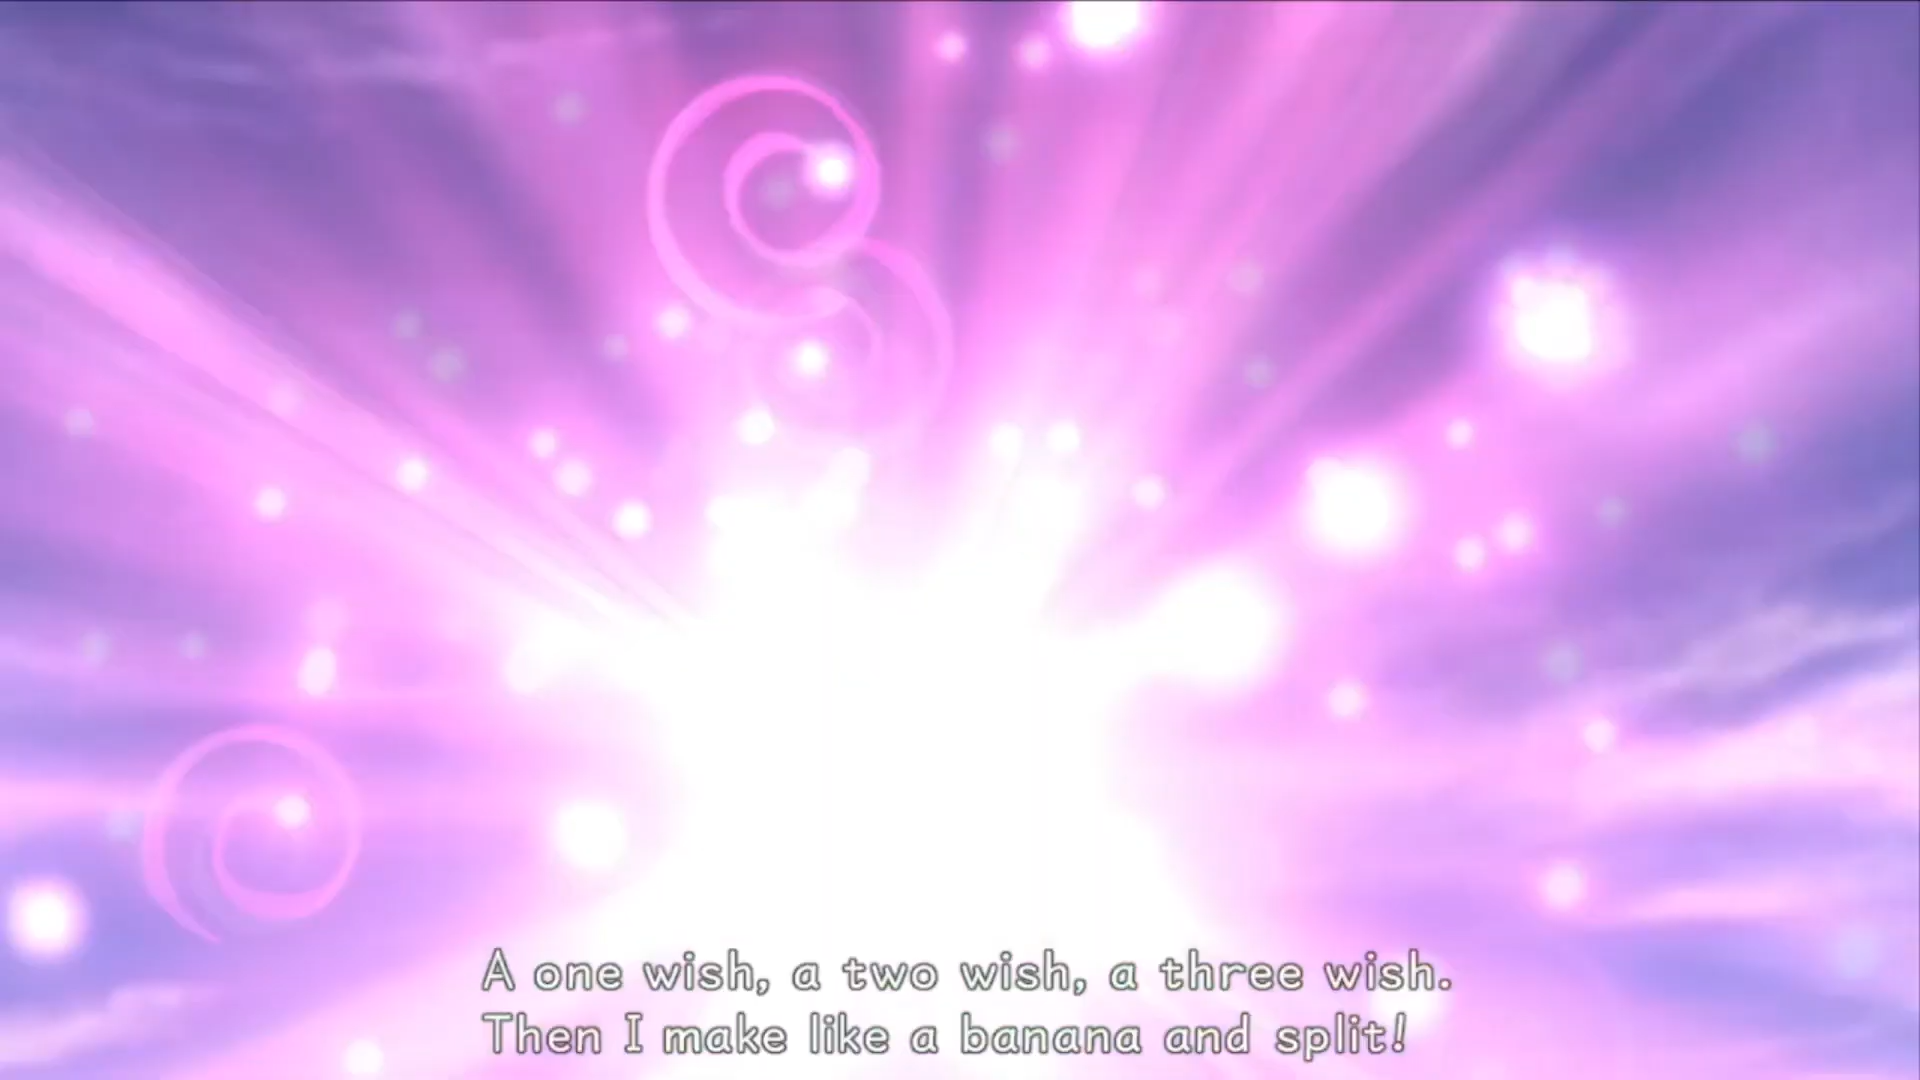 A one wish, a two wish, a three wish.
Then I make like a banana and split!